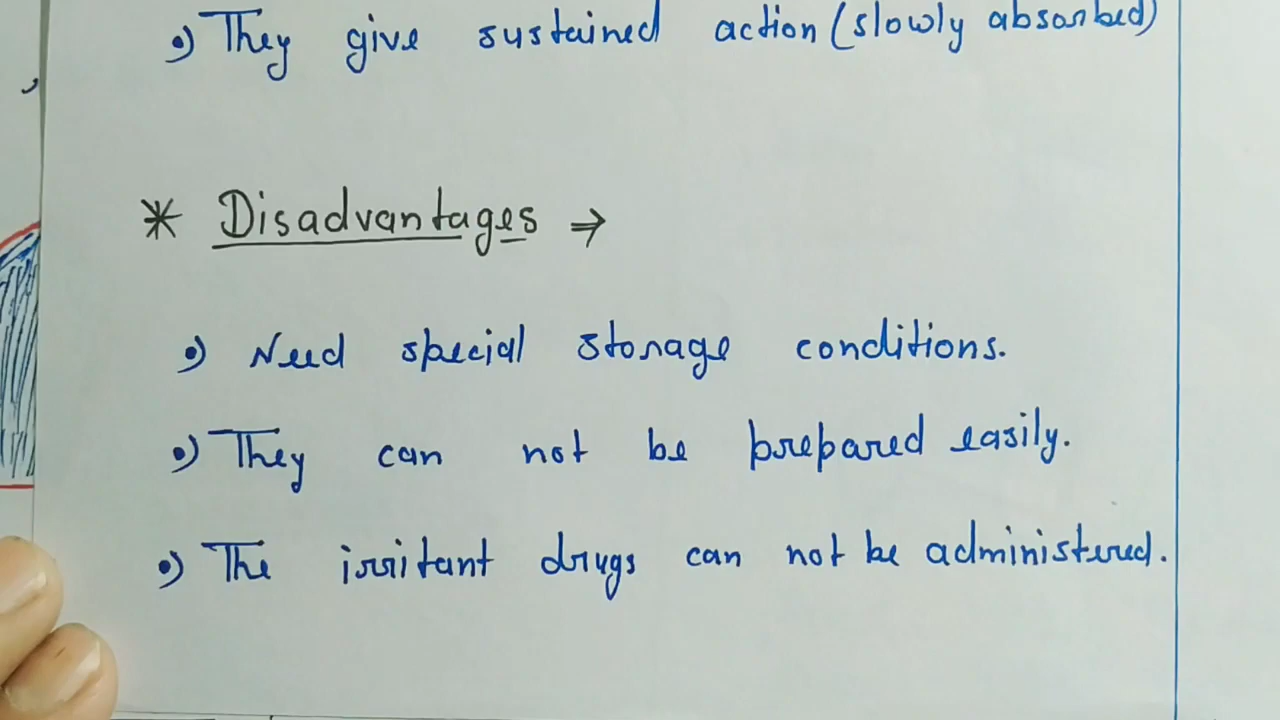 •) They give sustained action (slowly absorbed)
* Disadvantages ⇒
•) Need special storage conditions.
•) They can not be prepared easily.
•) The irritant drugs can not be administered.